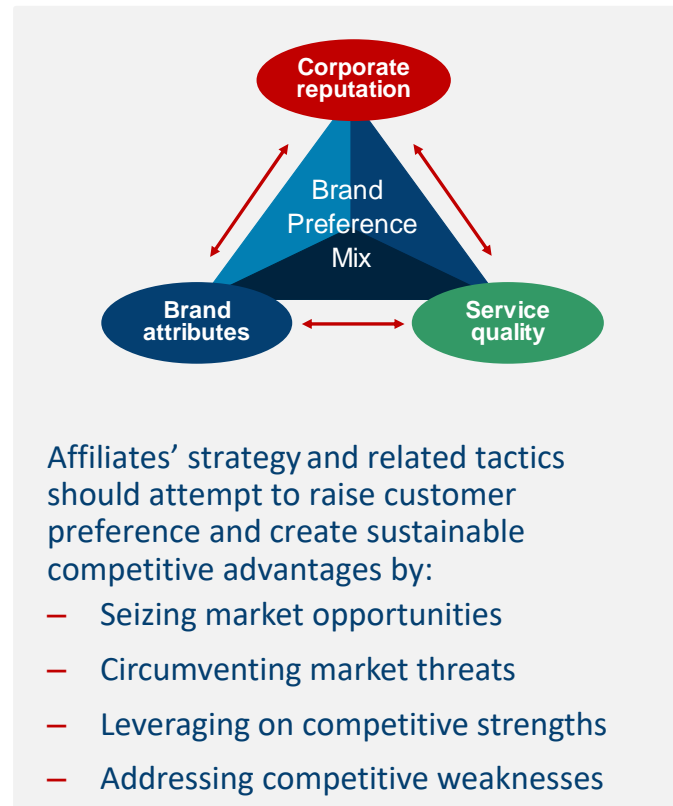 Corporate
reputation
Brand
Preference
Mix
Brand
attributes
Service
quality
Affiliates’ strategy and related tactics
should attempt to raise customer
preference and create sustainable
competitive advantages by:
– Seizing market opportunities
– Circumventing market threats
– Leveraging on competitive strengths
– Addressing competitive weaknesses